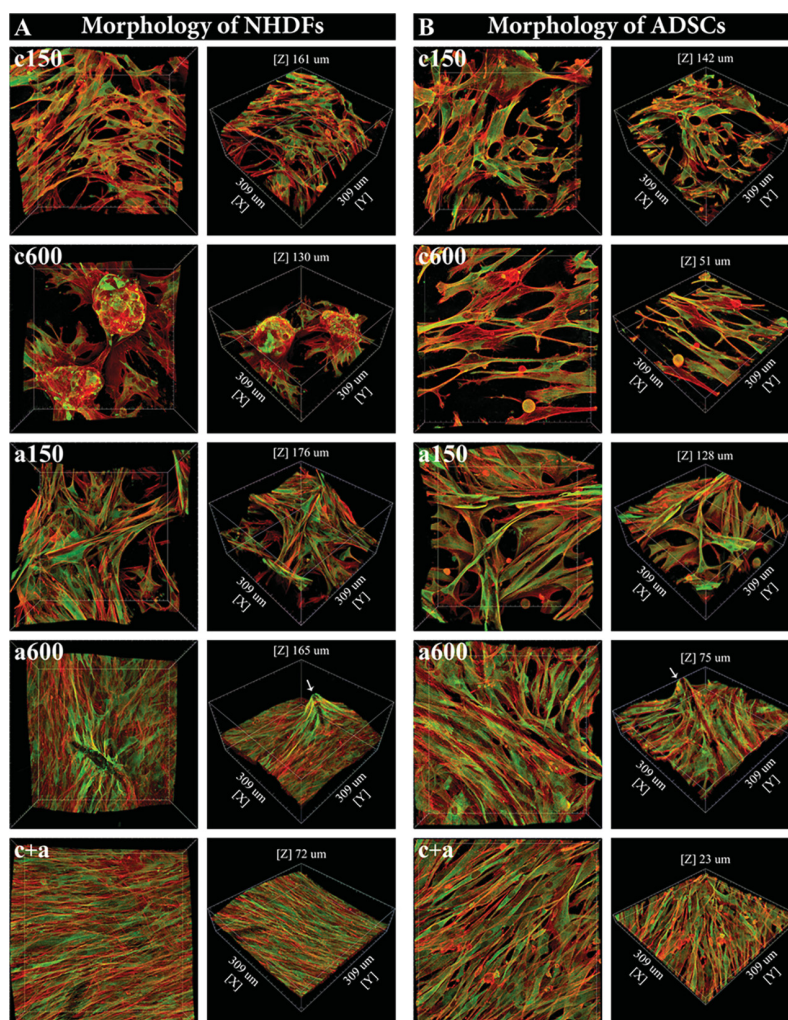 A Morphology of NHDFs
c150
[Z] 161 um
309 um
[X]
309 um
[Y]
c600
[Z] 130 um
309 um
[X]
309 um
[Y]
a150
[Z] 176 um
309 um
[X]
309 um
[Y]
a600
[Z] 165 um
309 um
[X]
309 um
[Y]
c+a
[Z] 72 um
309 um
[X]
309 um
[Y]
B Morphology of ADSCs
c150
[Z] 142 um
309 um
[X]
309 um
[Y]
c600
[Z] 51 um
309 um
[X]
309 um
[Y]
a150
[Z] 128 um
309 um
[X]
309 um
[Y]
a600
[Z] 75 um
309 um
[X]
309 um
[Y]
c+a
[Z] 23 um
309 um
[X]
309 um
[Y]